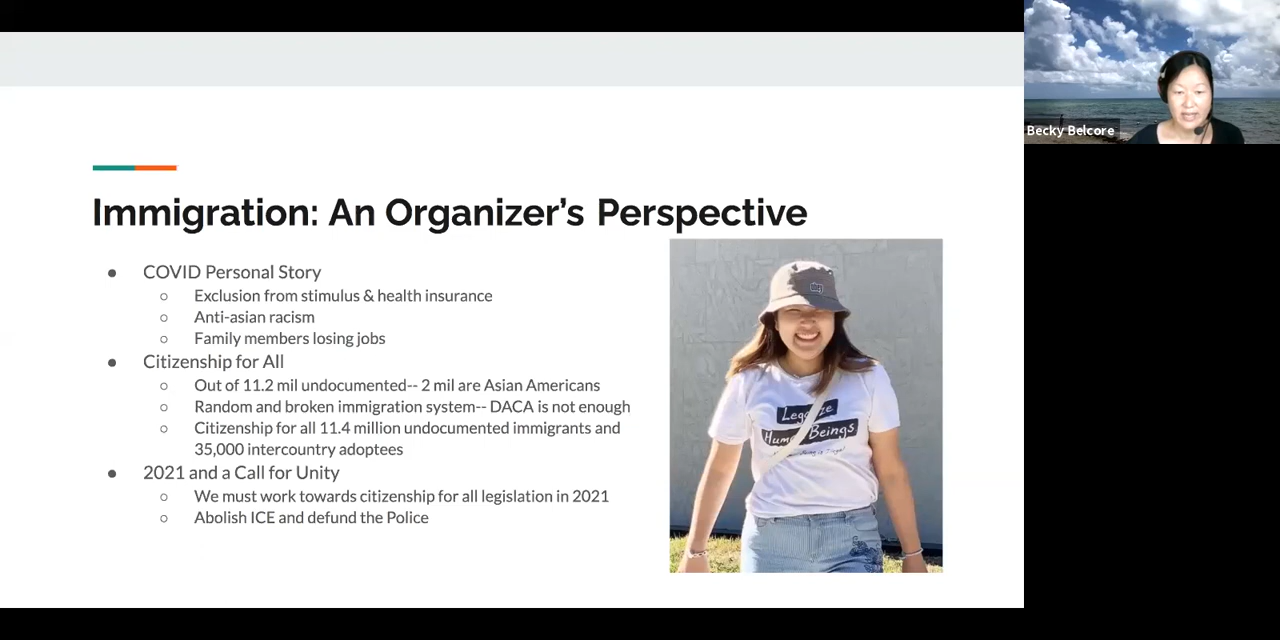 Immigration: An Organizer's Perspective
COVID Personal Story
Exclusion from stimulus & health insurance
Anti-asian racism
Family members losing jobs
Citizenship for All
Out of 11.2 mil undocumented-- 2 mil are Asian Americans
Random and broken immigration system-- DACA is not enough
Citizenship for all 11.4 million undocumented immigrants and
35,000 intercountry adoptees
2021 and a Call for Unity
We must work towards citizenship for all legislation in 2021
Abolish ICE and defund the Police
Legalize
Human Beings
Becky Belcore